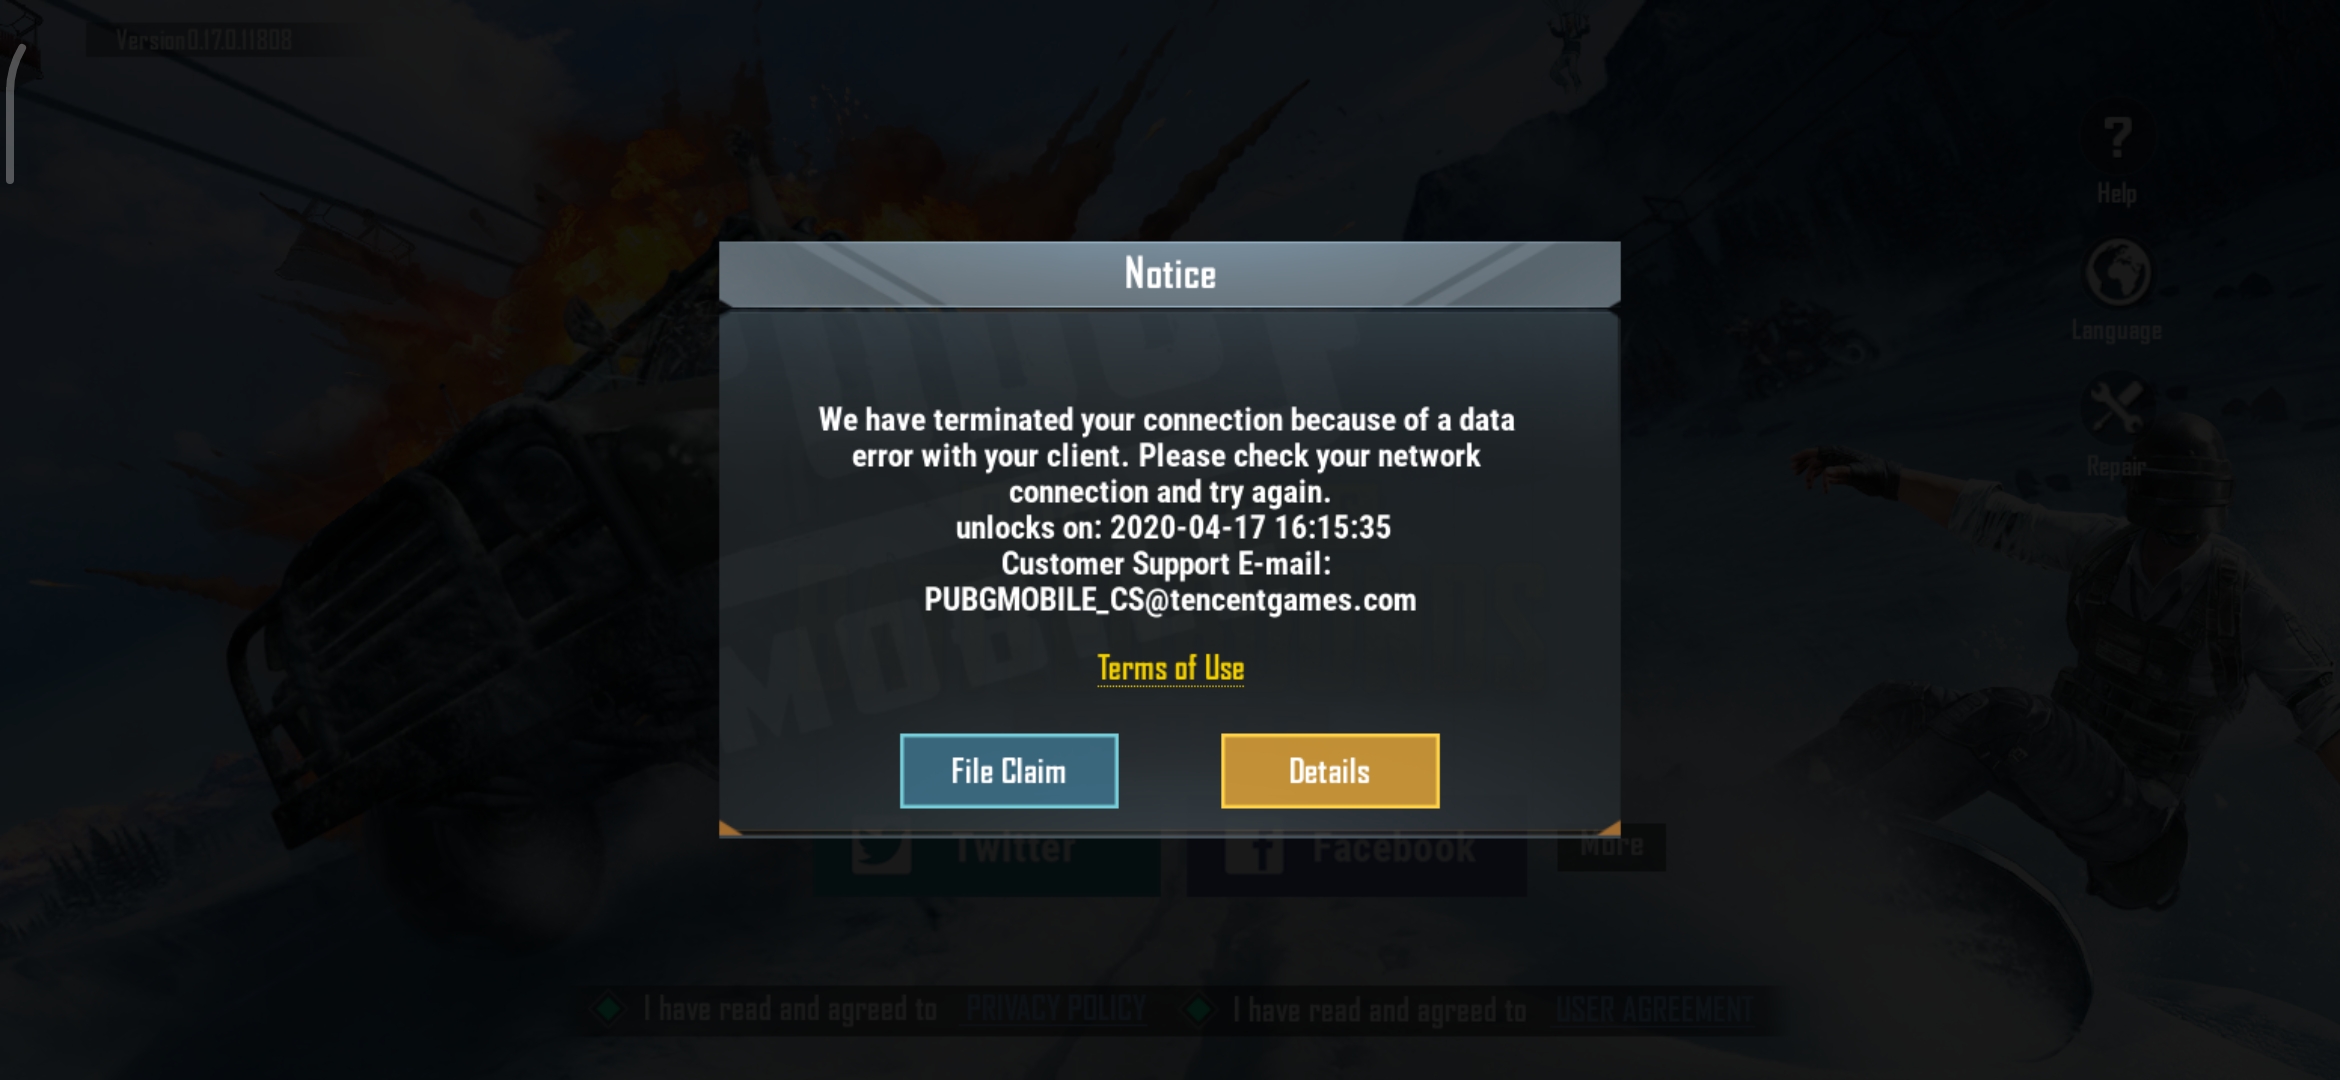 Version0.17.0.11808
?
Help
Language
Repair
Notice
We have terminated your connection because of a data
error with your client. Please check your network
connection and try again.
unlocks on: 2020-04-17 16:15:35
Customer Support E-mail:
PUBGMOBILE_CS@tencentgames.com
Terms of Use
File Claim
Details
Twitter
Facebook
More
I have read and agreed to PRIVACY POLICY
I have read and agreed to USER AGREEMENT